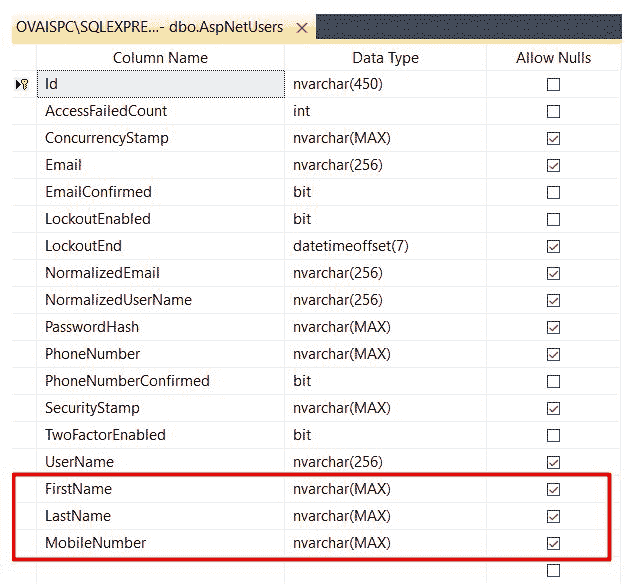 OVAISPC\SQLEXPRE...- dbo.AspNetUsers
Column Name Data Type Allow Nulls
Id nvarchar(450)
AccessFailedCount int
ConcurrencyStamp nvarchar(MAX)
Email nvarchar(256)
EmailConfirmed bit
LockoutEnabled bit
LockoutEnd datetimeoffset(7)
NormalizedEmail nvarchar(256)
NormalizedUserName nvarchar(256)
PasswordHash nvarchar(MAX)
PhoneNumber nvarchar(MAX)
PhoneNumberConfirmed bit
SecurityStamp nvarchar(MAX)
TwoFactorEnabled bit
UserName nvarchar(256)
FirstName nvarchar(MAX)
LastName nvarchar(MAX)
MobileNumber nvarchar(MAX)